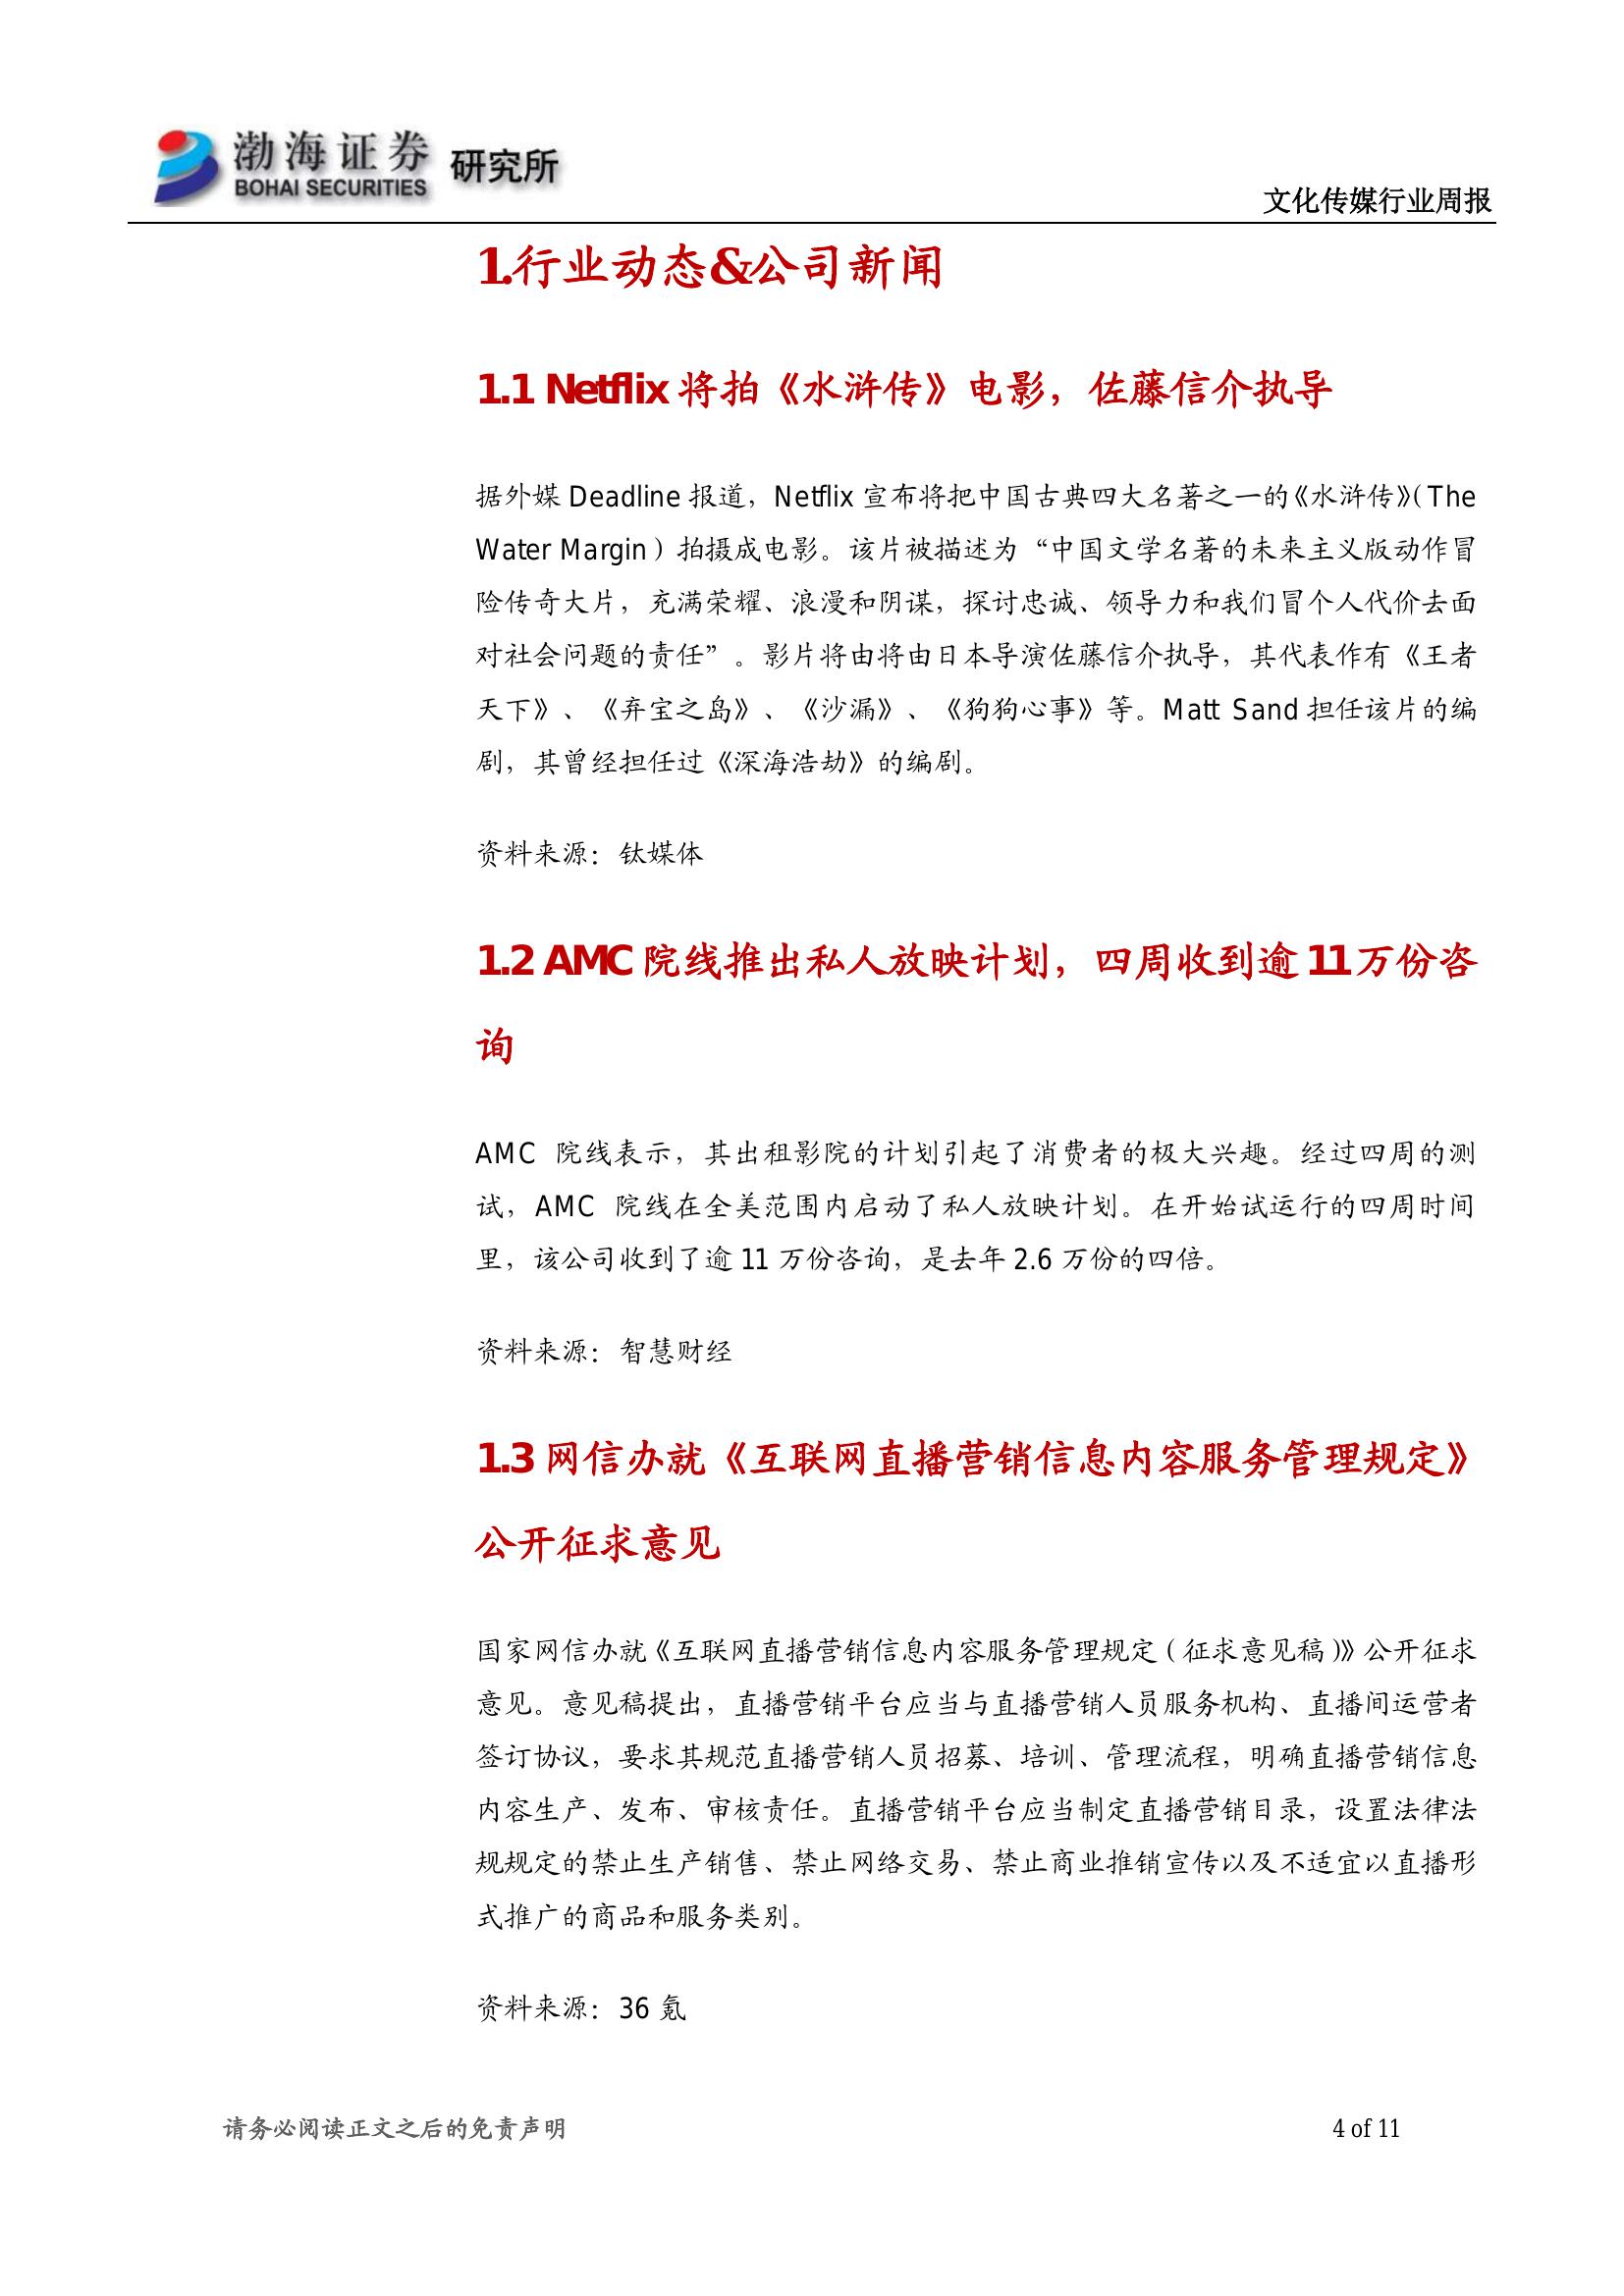 渤海证券 研究所
BOHAI SECURITIES
文化传媒行业周报
1.行业动态&公司新闻
1.1 Netflix 将拍《水浒传》电影，佐藤信介执导
据外媒 Deadline 报道，Netflix 宣布将把中国古典四大名著之一的《水浒传》（The
Water Margin）拍摄成电影。该片被描述为“中国文学名著的未来主义版动作冒
险传奇大片，充满荣耀、浪漫和阴谋，探讨忠诚、领导力和我们冒个人代价去面
对社会问题的责任”。影片将由将由日本导演佐藤信介执导，其代表作有《王者
天下》、《弃宝之岛》、《沙漏》、《狗狗心事》等。Matt Sand 担任该片的编
剧，其曾经担任过《深海浩劫》的编剧。
资料来源：钛媒体
1.2 AMC 院线推出私人放映计划，四周收到逾 11 万份咨
询
AMC 院线表示，其出租影院的计划引起了消费者的极大兴趣。经过四周的测
试，AMC 院线在全美范围内启动了私人放映计划。在开始试运行的四周时间
里，该公司收到了逾 11 万份咨询，是去年 2.6 万份的四倍。
资料来源：智慧财经
1.3 网信办就《互联网直播营销信息内容服务管理规定》
公开征求意见
国家网信办就《互联网直播营销信息内容服务管理规定（征求意见稿）》公开征求
意见。意见稿提出，直播营销平台应当与直播营销人员服务机构、直播间运营者
签订协议，要求其规范直播营销人员招募、培训、管理流程，明确直播营销信息
内容生产、发布、审核责任。直播营销平台应当制定直播营销目录，设置法律法
规规定的禁止生产销售、禁止网络交易、禁止商业推销宣传以及不适宜以直播形
式推广的商品和服务类别。
资料来源：36 氪
请务必阅读正文之后的免责声明
4 of 11